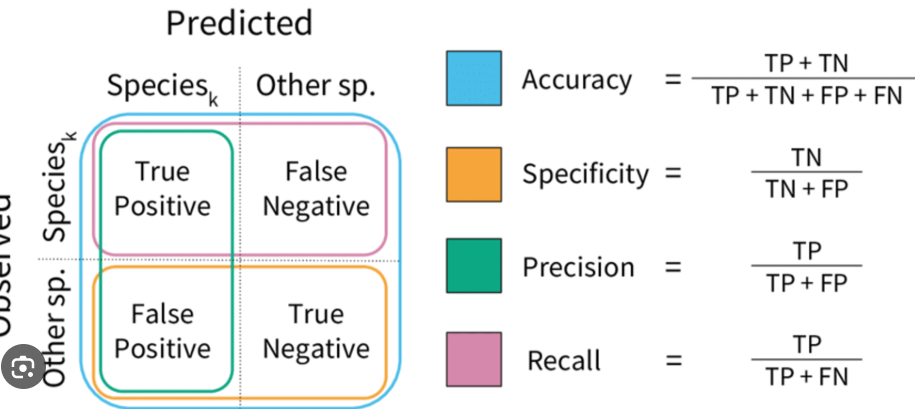 Predicted
Species_k Other sp.
Observed
Species_k
Other sp.
True Positive
False Negative
False Positive
True Negative
Accuracy = TP + TN / TP + TN + FP + FN
Specificity = TN / TN + FP
Precision = TP / TP + FP
Recall = TP / TP + FN